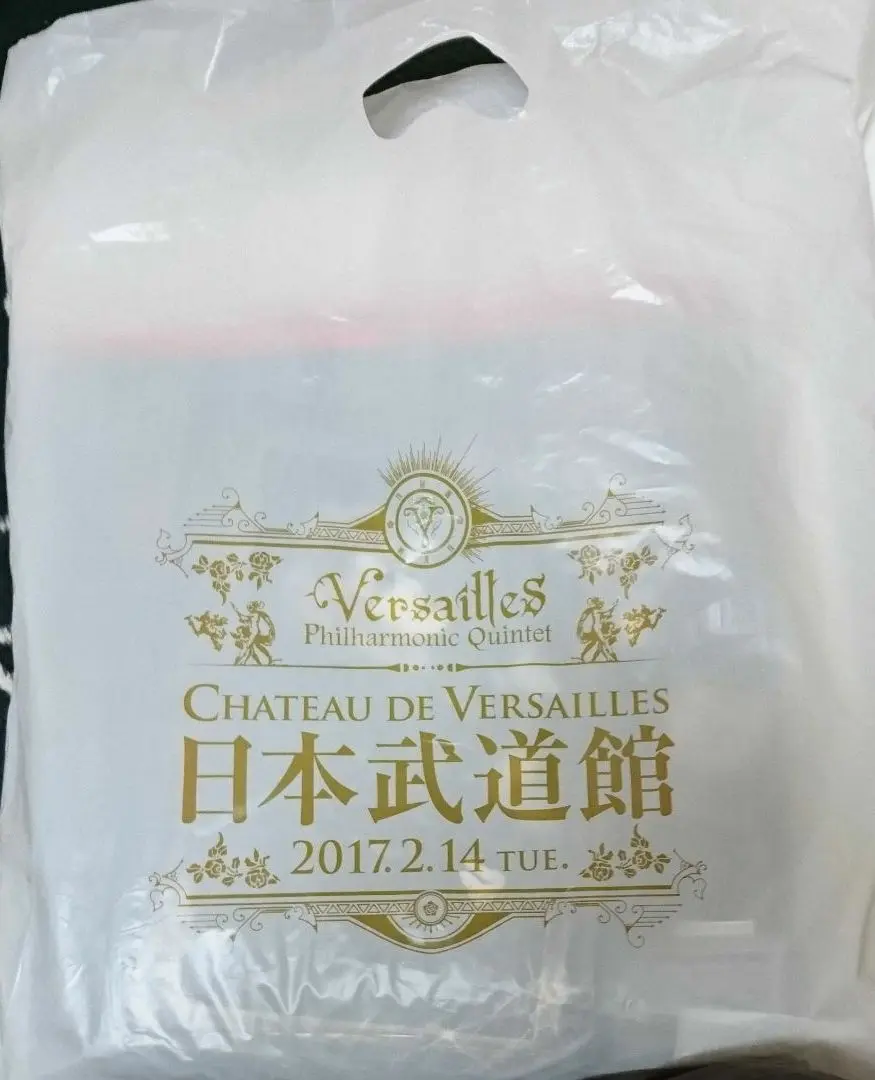 Versailles
Philharmonic Quintet
CHATEAU DE VERSAILLES
日本武道館
2017.2.14 TUE.